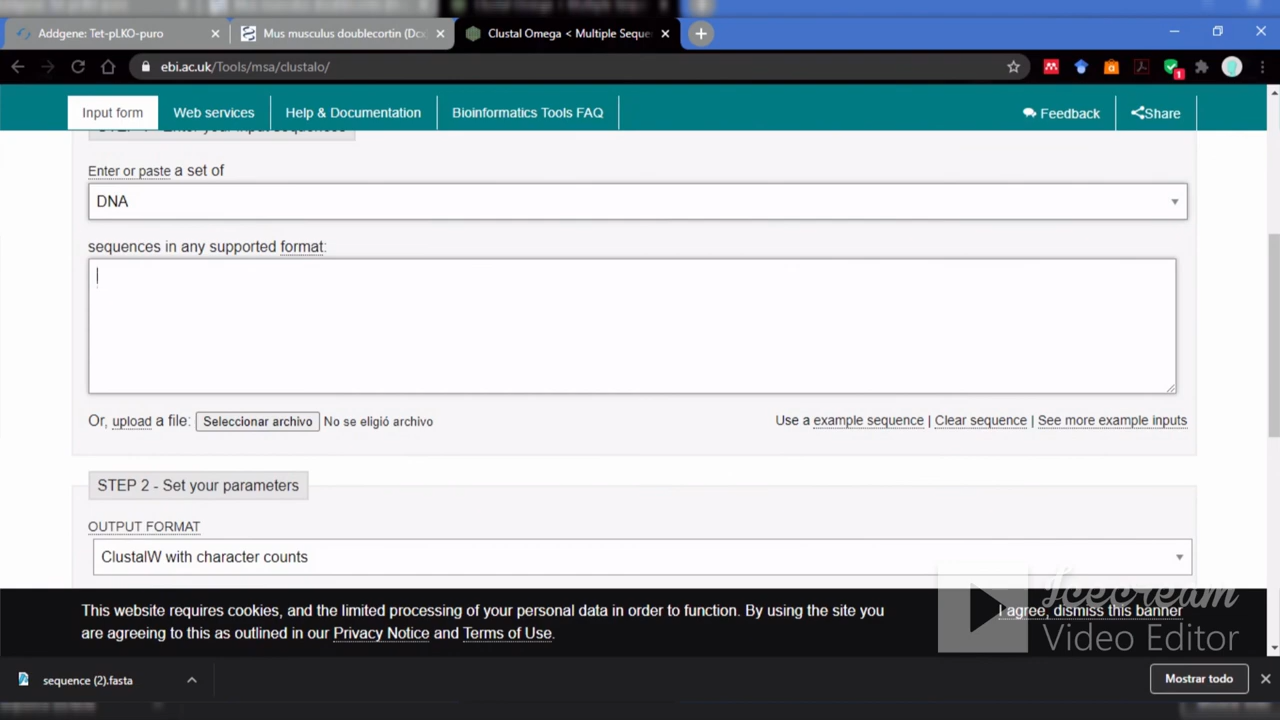 Addgene: Tet-pLKO-puro
Mus musculus doublecortin (Dcx)
Clustal Omega < Multiple Seque
ebi.ac.uk/Tools/msa/clustalo/
1
Input form
Web services
Help & Documentation
Bioinformatics Tools FAQ
Feedback
Share
Enter or paste a set of
DNA
sequences in any supported format:
Or, upload a file: Seleccionar archivo No se eligió archivo
Use a example sequence | Clear sequence | See more example inputs
STEP 2 - Set your parameters
OUTPUT FORMAT
ClustalW with character counts
This website requires cookies, and the limited processing of your personal data in order to function. By using the site you
are agreeing to this as outlined in our Privacy Notice and Terms of Use.
I agree, dismiss this banner
Icecream
Video Editor
sequence (2).fasta
Mostrar todo